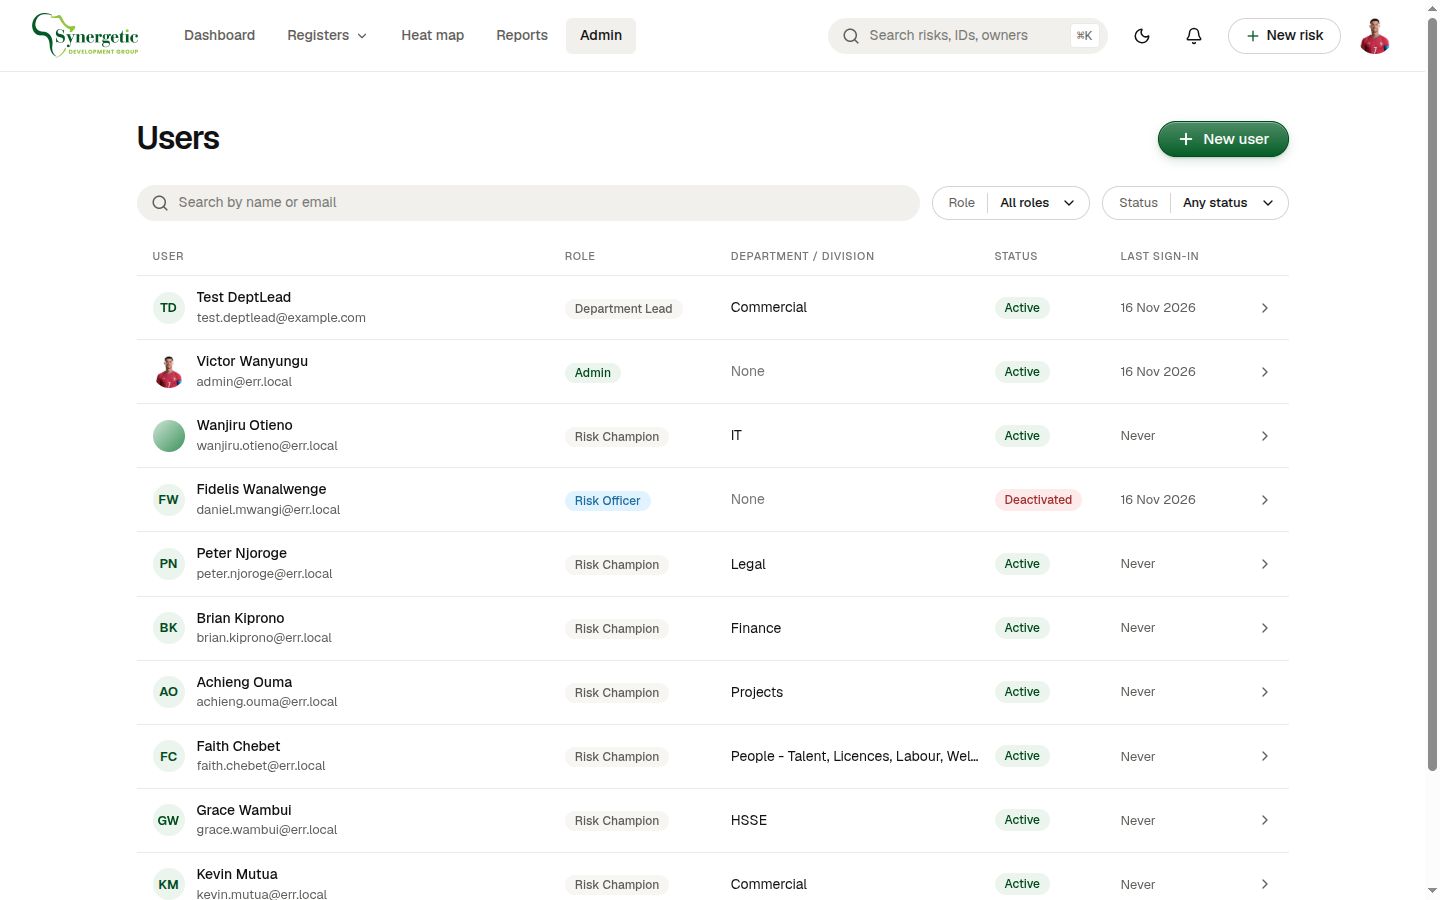 Synergetic
DEVELOPMENT GROUP
Dashboard
Registers
Heat map
Reports
Admin
Search risks, IDs, owners
⌘K
New risk
Users
New user
Search by name or email
Role
All roles
Status
Any status
USER ROLE DEPARTMENT / DIVISION STATUS LAST SIGN-IN
TD
Test DeptLead
test.deptlead@example.com
Department Lead
Commercial
Active
16 Nov 2026
Victor Wanyungu
admin@err.local
Admin
None
Active
16 Nov 2026
Wanjiru Otieno
wanjiru.otieno@err.local
Risk Champion
IT
Active
Never
FW
Fidelis Wanalwenge
daniel.mwangi@err.local
Risk Officer
None
Deactivated
16 Nov 2026
PN
Peter Njoroge
peter.njoroge@err.local
Risk Champion
Legal
Active
Never
BK
Brian Kiprono
brian.kiprono@err.local
Risk Champion
Finance
Active
Never
AO
Achieng Ouma
achieng.ouma@err.local
Risk Champion
Projects
Active
Never
FC
Faith Chebet
faith.chebet@err.local
Risk Champion
People - Talent, Licences, Labour, Wel...
Active
Never
GW
Grace Wambui
grace.wambui@err.local
Risk Champion
HSSE
Active
Never
KM
Kevin Mutua
kevin.mutua@err.local
Risk Champion
Commercial
Active
Never